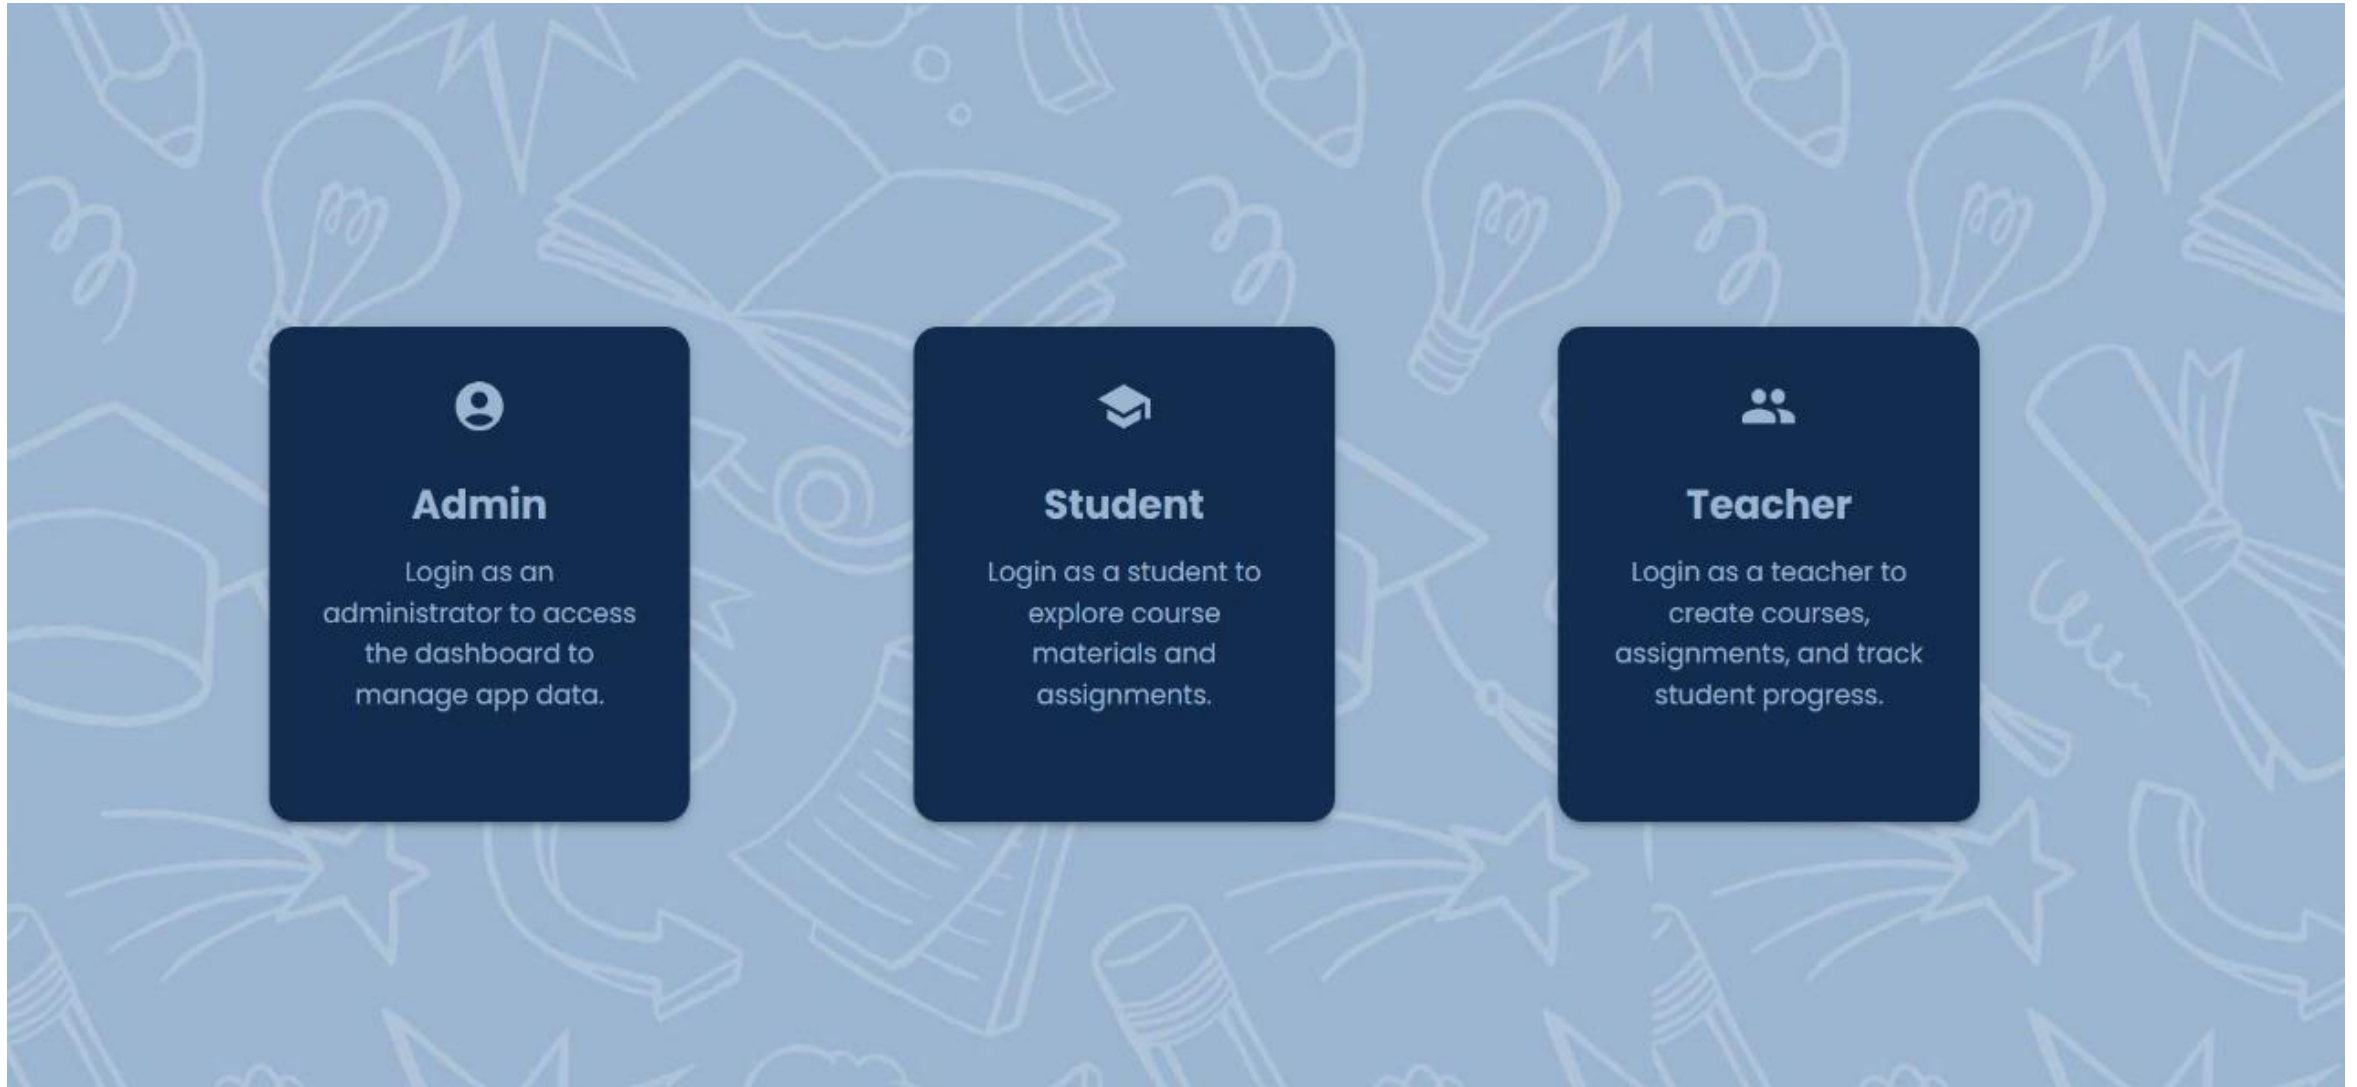 Admin
Login as an
administrator to access
the dashboard to
manage app data.
Student
Login as a student to
explore course
materials and
assignments.
Teacher
Login as a teacher to
create courses,
assignments, and track
student progress.